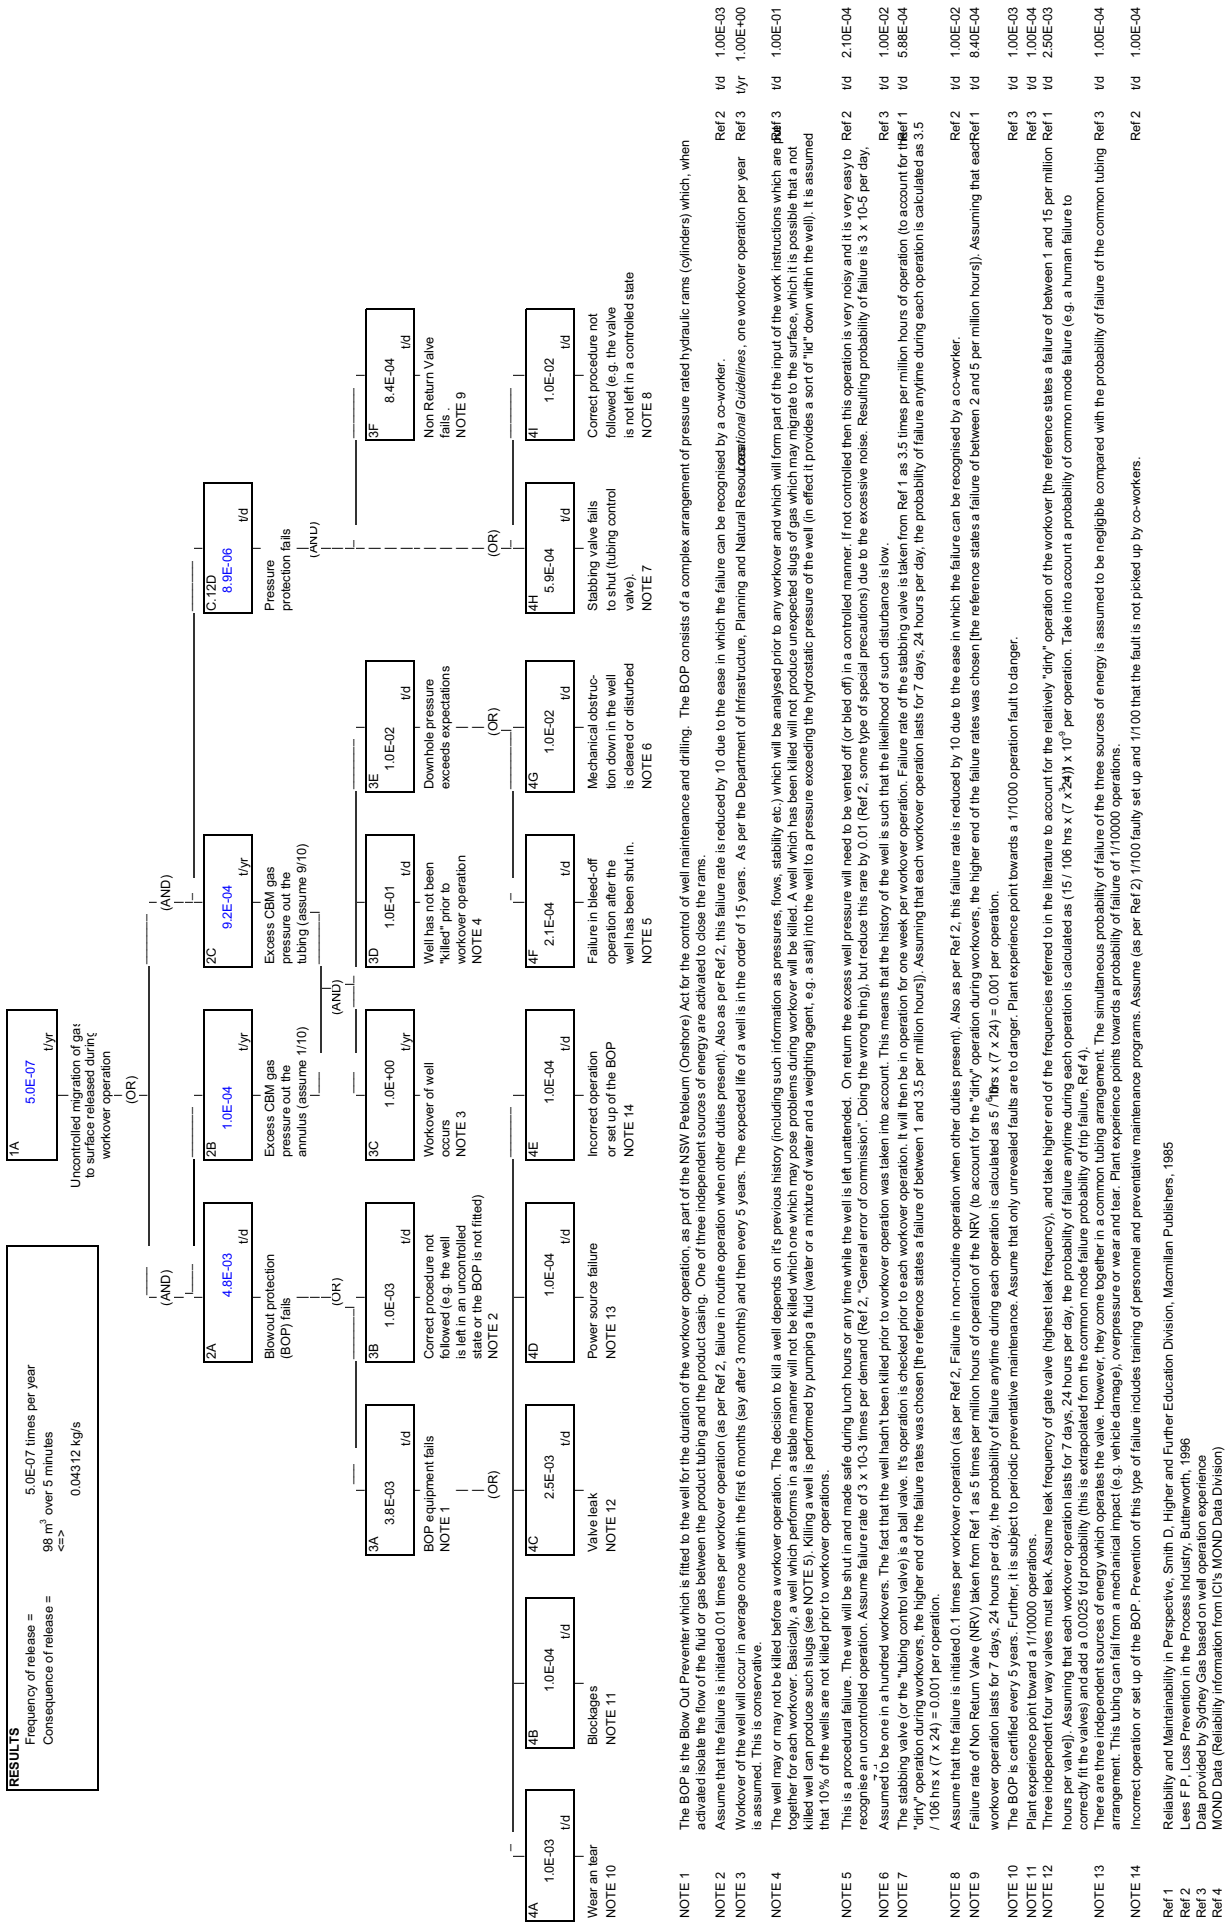 RESULTS
Frequency of release = 5.0E-07 times per year
Consequence of release = 98 m3 over 5 minutes
<=> 0.04312 kg/s
1A
5.0E-07
t/yr
Uncontrolled migration of gas
to surface released during
workover operation
(OR)
(AND)
(AND)
2A
4.8E-03
t/d
Blowout protection
(BOP) fails
2B
1.0E-04
t/yr
Excess CBM gas
pressure out the
annulus (assume 1/10)
2C
9.2E-04
t/yr
Excess CBM gas
pressure out the
tubing (assume 9/10)
C.12D
8.9E-06
t/d
Pressure
protection fails
(OR)
(AND)
(AND)
3A
3.8E-03
t/d
BOP equipment fails
NOTE 1
3B
1.0E-03
t/d
Correct procedure not
followed (e.g. the well
is left in an uncontrolled
state or the BOP is not fitted)
NOTE 2
3C
1.0E+00
t/yr
Workover of well
occurs
NOTE 3
3D
1.0E-01
t/d
Well has not been
"killed" prior to
workover operation
NOTE 4
3E
1.0E-02
t/d
Downhole pressure
exceeds expectations
3F
8.4E-04
t/d
Non Return Valve
fails .
NOTE 9
(OR)
(OR)
(OR)
4A
1.0E-03
t/d
Wear an tear
NOTE 10
4B
1.0E-04
t/d
Blockages
NOTE 11
4C
2.5E-03
t/d
Valve leak
NOTE 12
4D
1.0E-04
t/d
Power source failure
NOTE 13
4E
1.0E-04
t/d
Incorrect operation
or set up of the BOP
NOTE 14
4F
2.1E-04
t/d
Failure in bleed-off
operation after the
well has been shut in.
NOTE 5
4G
1.0E-02
t/d
Mechanical obstruc-
tion down in the well
is cleared or disturbed
NOTE 6
4H
5.9E-04
t/d
Stabbing valve fails
to shut (tubing control
valve).
NOTE 7
4I
1.0E-02
t/d
Correct procedure not
followed (e.g. the valve
is not left in a controlled state
NOTE 8
NOTE 1 The BOP is the Blow Out Preventer which is fitted to the well for the duration of the workover operation, as part of the NSW Petoleum (Onshore) Act for the control of well maintenance and drilling. The BOP consists of a complex arrangement of pressure rated hydraulic rams (cylinders) which, when
activated isolate the flow of the fluid or gas between the product tubing and the product casing. One of three independent sources of energy are activated to close the rams.
NOTE 2 Assume that the failure is initiated 0.01 times per workover operation (as per Ref 2, failure in routine operation when other duties present). Also as per Ref 2, this failure rate is reduced by 10 due to the ease in which the failure can be recognised by a co-worker. Ref 2 t/d 1.00E-03
NOTE 3 Workover of the well will occur in average once within the first 6 months (say after 3 months) and then every 5 years. The expected life of a well is in the order of 15 years. As per the Department of Infrastructure, Planning and Natural Resources Locational Guidelines, one workover operation per year Ref 3 t/yr 1.00E+00
is assumed. This is conservative.
NOTE 4 The well may or may not be killed before a workover operation. The decision to kill a well depends on it's previous history (including such information as pressures, flows, stability etc.) which will be analysed prior to any workover and which will form part of the input of the work instructions which are put Ref 3 t/d 1.00E-01
together for each workover. Basically, a well which performs in a stable manner will not be killed which one which may pose problems during workover will be killed. A well which has been killed will not produce unexpected slugs of gas which may migrate to the surface, which it is possible that a not
killed well can produce such slugs (see NOTE 5). Killing a well is performed by pumping a fluid (water or a mixture of water and a weighting agent, e.g. a salt) into the well to a pressure exceeding the hydrostatic pressure of the well (in effect it provides a sort of "lid" down within the well). It is assumed
that 10% of the wells are not killed prior to workover operations.
NOTE 5 This is a procedural failure. The well will be shut in and made safe during lunch hours or any time while the well is left unattended. On return the excess well pressure will need to be vented off (or bled off) in a controlled manner. If not controlled then this operation is very noisy and it is very easy to Ref 2 t/d 2.10E-04
recognise an uncontrolled operation. Assume failure rate of 3 x 10-3 times per demand (Ref 2, "General error of commission". Doing the wrong thing), but reduce this rare by 0.01 (Ref 2, some type of special precautions) due to the excessive noise. Resulting probability of failure is 3 x 10-5 per day,
7
NOTE 6 Assumed to be one in a hundred workovers. The fact that the well hadn't been killed prior to workover operation was taken into account. This means that the history of the well is such that the likelihood of such disturbance is low. Ref 3 t/d 1.00E-02
NOTE 7 The stabbing valve (or the "tubing control valve) is a ball valve. It's operation is checked prior to each workover operation. It will then be in operation for one week per workover operation. Failure rate of the stabbing valve is taken from Ref 1 as 3.5 times per million hours of operation (to account for the Ref 1 t/d 5.88E-04
"dirty" operation during workovers, the higher end of the failure rates was chosen [the reference states a failure of between 1 and 3.5 per million hours]). Assuming that each workover operation lasts for 7 days, 24 hours per day, the probability of failure anytime during each operation is calculated as 3.5
/ 106 hrs x (7 x 24) = 0.001 per operation.
NOTE 8 Assume that the failure is initiated 0.1 times per workover operation (as per Ref 2, Failure in non-routine operation when other duties present). Also as per Ref 2, this failure rate is reduced by 10 due to the ease in which the failure can be recognised by a co-worker. Ref 2 t/d 1.00E-02
NOTE 9 Failure rate of Non Return Valve (NRV) taken from Ref 1 as 5 times per million hours of operation of the NRV (to account for the "dirty" operation during workovers, the higher end of the failure rates was chosen [the reference states a failure of between 2 and 5 per million hours]). Assuming that each Ref 1 t/d 8.40E-04
workover operation lasts for 7 days, 24 hours per day, the probability of failure anytime during each operation is calculated as 5 / 10 6 hrs x (7 x 24) = 0.001 per operation.
NOTE 10 The BOP is certified every 5 years. Further, it is subject to periodic preventative maintenance. Assume that only unrevealed faults are to danger. Plant experience point towards a 1/1000 operation fault to danger. Ref 3 t/d 1.00E-03
NOTE 11 Plant experience point toward a 1/10000 operations. Ref 3 t/d 1.00E-04
NOTE 12 Three independent four way valves must leak. Assume leak frequency of gate valve (highest leak frequency), and take higher end of the frequencies referred to in the literature to account for the relatively "dirty" operation of the workover [the reference states a failure of between 1 and 15 per million Ref 1 t/d 2.50E-03
hours per valve]). Assuming that each workover operation lasts for 7 days, 24 hours per day, the probability of failure anytime during each operation is calculated as (15 / 106 hrs x (7 x 24))3 x 10-9 per operation. Take into account a probability of common mode failure (e.g. a human failure to
correctly fit the valves) and add a 0.0025 t/d probability (this is extrapolated from the common mode failure probability of trip failure, Ref 4).
NOTE 13 There are three independent sources of energy which operates the valve. However, they come together in a common tubing arrangement. The simultaneous probability of failure of the three sources of energy is assumed to be negligible compared with the probability of failure of the common tubing Ref 3 t/d 1.00E-04
arrangement. This tubing can fail from a mechanical impact (e.g. vehicle damage), overpressure or wear and tear. Plant experience points towards a probability of failure of 1/10000 operations.
NOTE 14 Incorrect operation or set up of the BOP. Prevention of this type of failure includes training of personnel and preventative maintenance programs. Assume (as per Ref 2) 1/100 faulty set up and 1/100 that the fault is not picked up by co-workers. Ref 2 t/d 1.00E-04
Ref 1 Reliability and Maintainability in Perspective, Smith D, Higher and Further Education Division, Macmillan Publishers, 1985
Ref 2 Lees F P, Loss Prevention in the Process Industry, Butterworth, 1996
Ref 3 Data provided by Sydney Gas based on well operation experience
Ref 4 MOND Data (Reliability information from ICI's MOND Data Division)